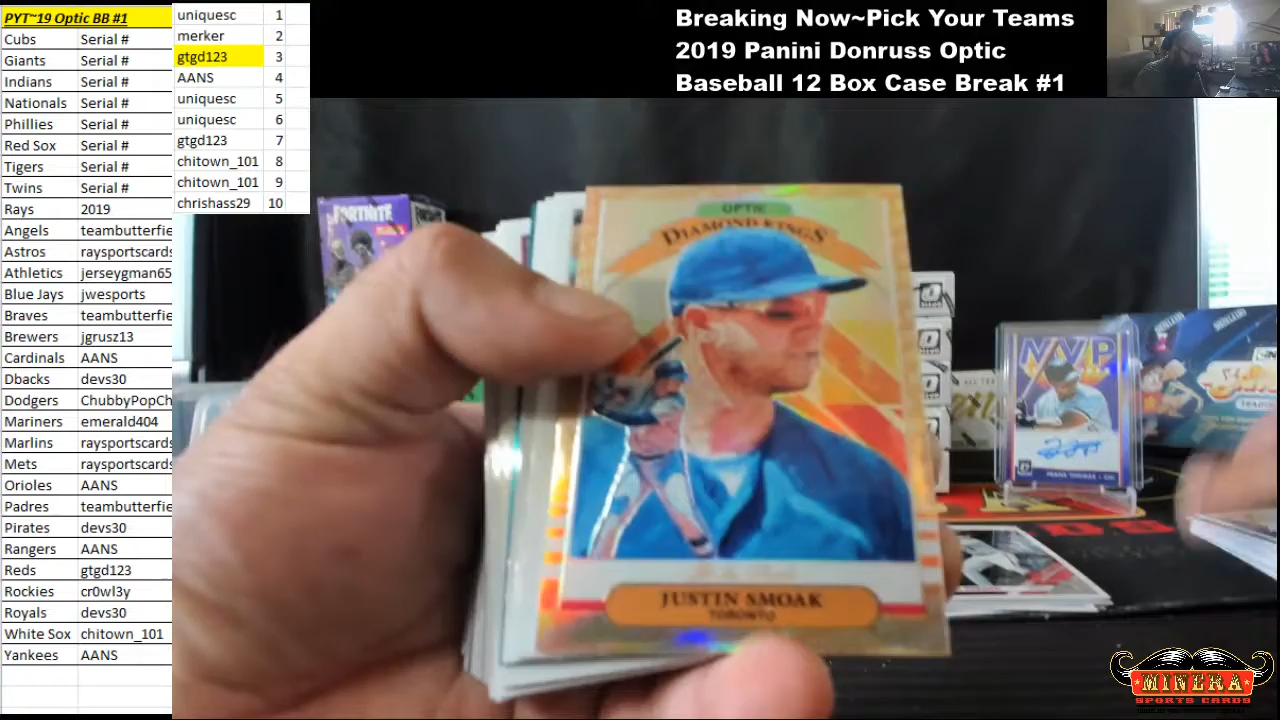 PYT~19 Optic BB #1
Cubs Serial #
Giants Serial #
Indians Serial #
Nationals Serial #
Phillies Serial #
Red Sox Serial #
Tigers Serial #
Twins Serial #
Rays 2019
Angels teambutterfie
Astros raysportscards
Athletics jerseygman65
Blue Jays jwesports
Braves teambutterfie
Brewers jgrusz13
Cardinals AANS
Dbacks devs30
Dodgers ChubbyPopCh
Mariners emerald404
Marlins raysportscards
Mets raysportscards
Orioles AANS
Padres teambutterfie
Pirates devs30
Rangers AANS
Reds gtgd123
Rockies cr0wl3y
Royals devs30
White Sox chitown_101
Yankees AANS
uniquesc 1
merker 2
gtgd123 3
AANS 4
uniquesc 5
uniquesc 6
gtgd123 7
chitown_101 8
chitown_101 9
chrishass29 10
Breaking Now~Pick Your Teams
2019 Panini Donruss Optic
Baseball 12 Box Case Break #1
FORTNITE
OPTIC
DIAMOND KINGS
JUSTIN SMOAK
TORONTO
MVP
FRANK THOMAS
MINERA
SPORTS CARDS